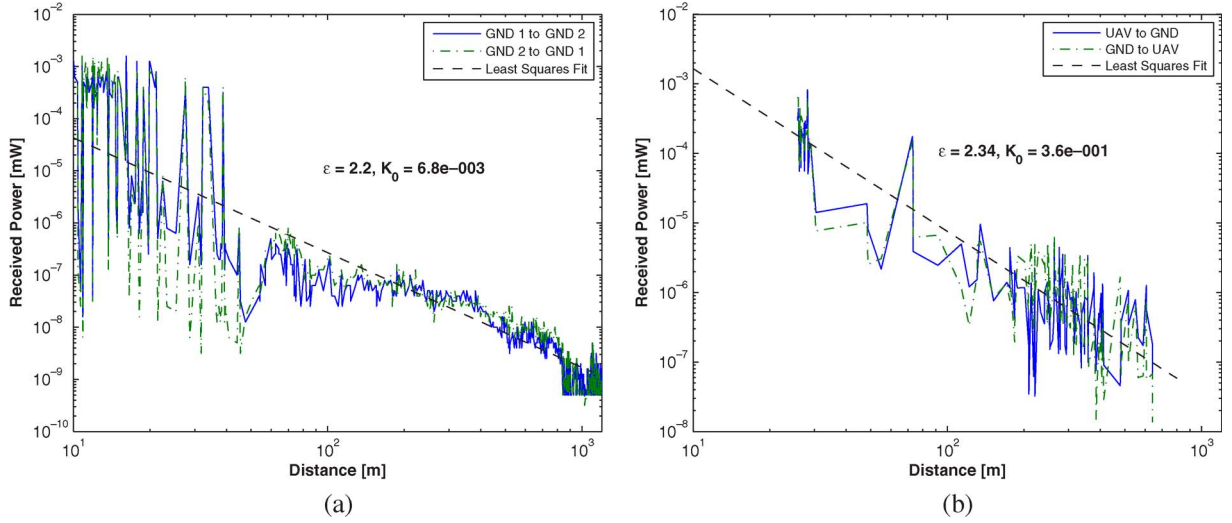 (a)
(b)
GND 1 to GND 2
GND 2 to GND 1
Least Squares Fit
ε = 2.2, K0 = 6.8e−003
Received Power [mW]
10^−2
10^−3
10^−4
10^−5
10^−6
10^−7
10^−8
10^−9
10^−10
10^1
10^2
10^3
Distance [m]
(a)
UAV to GND
GND to UAV
Least Squares Fit
ε = 2.34, K0 = 3.6e−001
Received Power [mW]
10^−2
10^−3
10^−4
10^−5
10^−6
10^−7
10^−8
10^1
10^2
10^3
Distance [m]
(b)